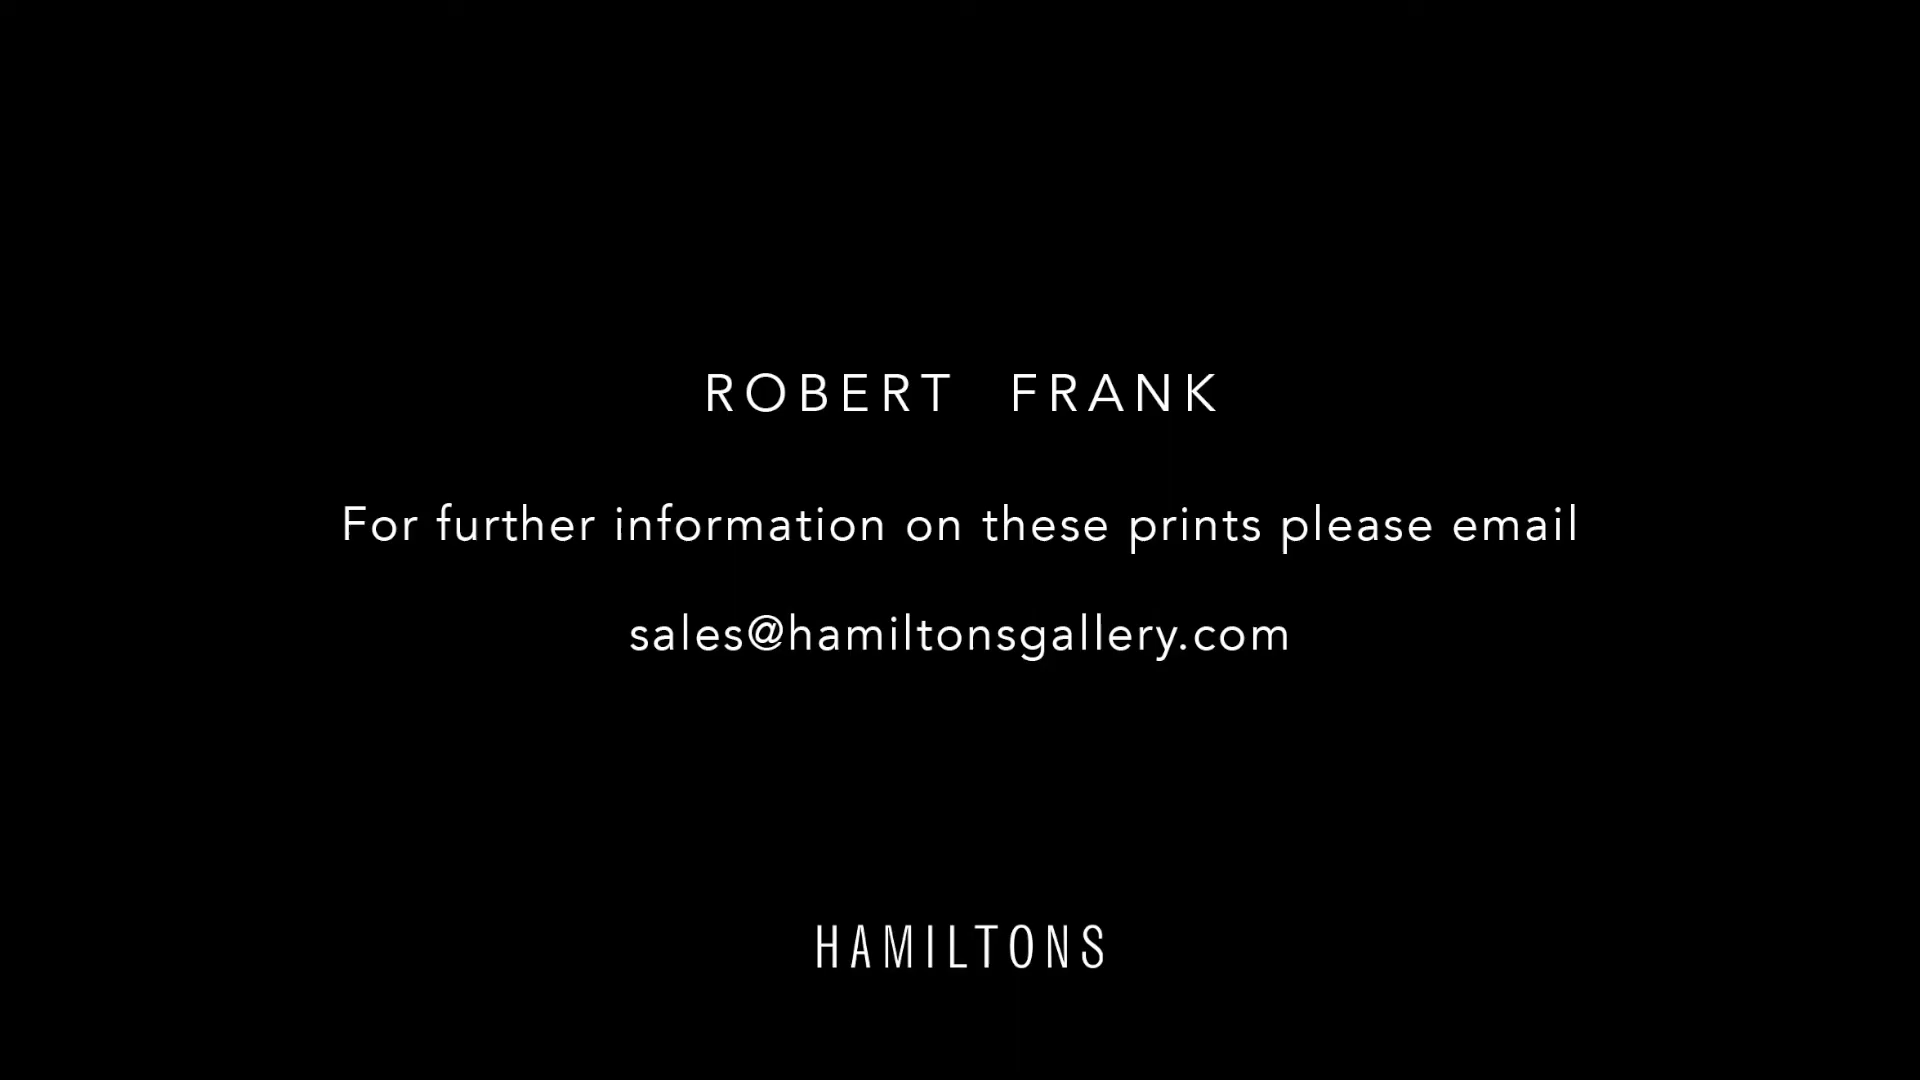 ROBERT FRANK
For further information on these prints please email
sales@hamiltonsgallery.com
HAMILTONS